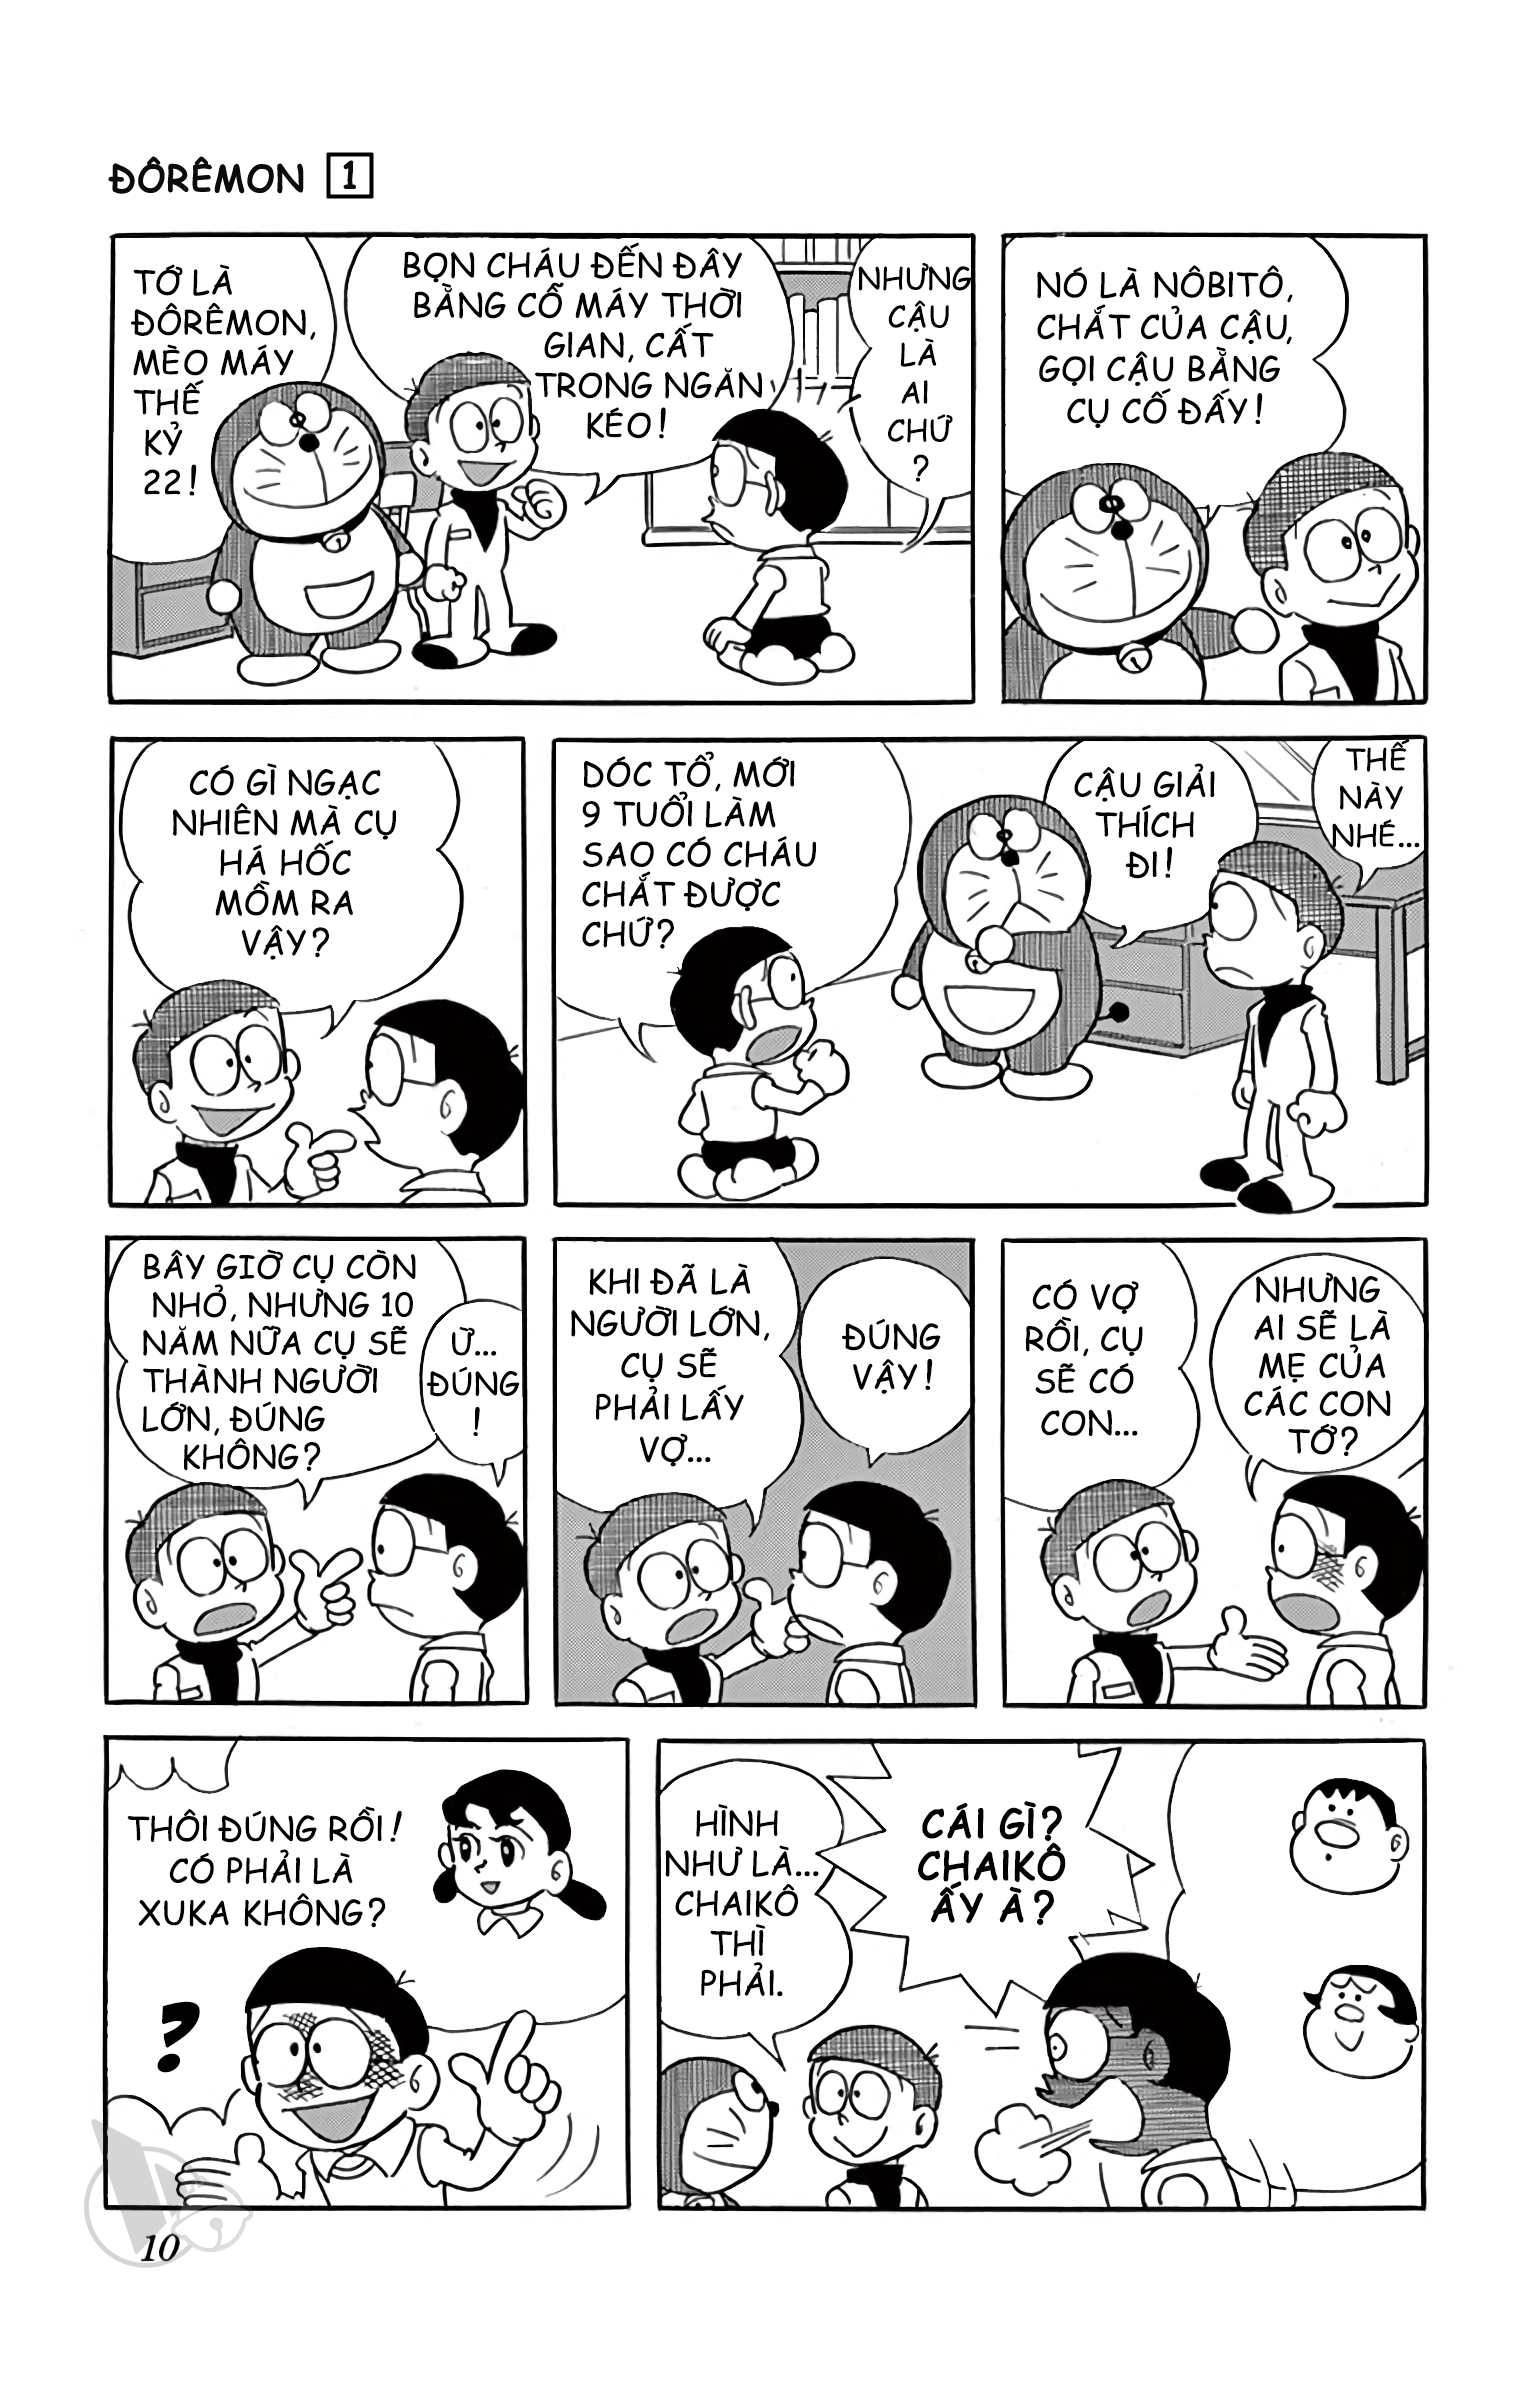 ĐÔRÊMON 1
TỚ LÀ
ĐÔRÊMON,
MÈO MÁY
THẾ
KỶ
22!
BỌN CHÁU ĐẾN ĐÂY
BẰNG CỖ MÁY THỜI
GIAN, CẤT
TRONG NGĂN
KÉO!
NHƯNG
CẬU
LÀ
AI
CHỨ
?
NÓ LÀ NÔBITÔ,
CHẮT CỦA CẬU,
GỌI CẬU BẰNG
CỤ CỐ ĐẤY!
CÓ GÌ NGẠC
NHIÊN MÀ CỤ
HÁ HỐC
MỒM RA
VẬY?
DÓC TỔ, MỚI
9 TUỔI LÀM
SAO CÓ CHÁU
CHẮT ĐƯỢC
CHỨ?
CẬU GIẢI
THÍCH
ĐI!
THẾ
NÀY
NHÉ...
BÂY GIỜ CỤ CÒN
NHỎ, NHƯNG 10
NĂM NỮA CỤ SẼ
THÀNH NGƯỜI
LỚN, ĐÚNG
KHÔNG?
Ừ...
ĐÚNG
!
KHI ĐÃ LÀ
NGƯỜI LỚN,
CỤ SẼ
PHẢI LẤY
VỢ...
ĐÚNG
VẬY!
CÓ VỢ
RỒI, CỤ
SẼ CÓ
CON...
NHƯNG
AI SẼ LÀ
MẸ CỦA
CÁC CON
TỚ?
THÔI ĐÚNG RỒI!
CÓ PHẢI LÀ
XUKA KHÔNG?
?
HÌNH
NHƯ LÀ...
CHAIKÔ
THÌ
PHẢI.
CÁI GÌ?
CHAIKÔ
ẤY À?
10